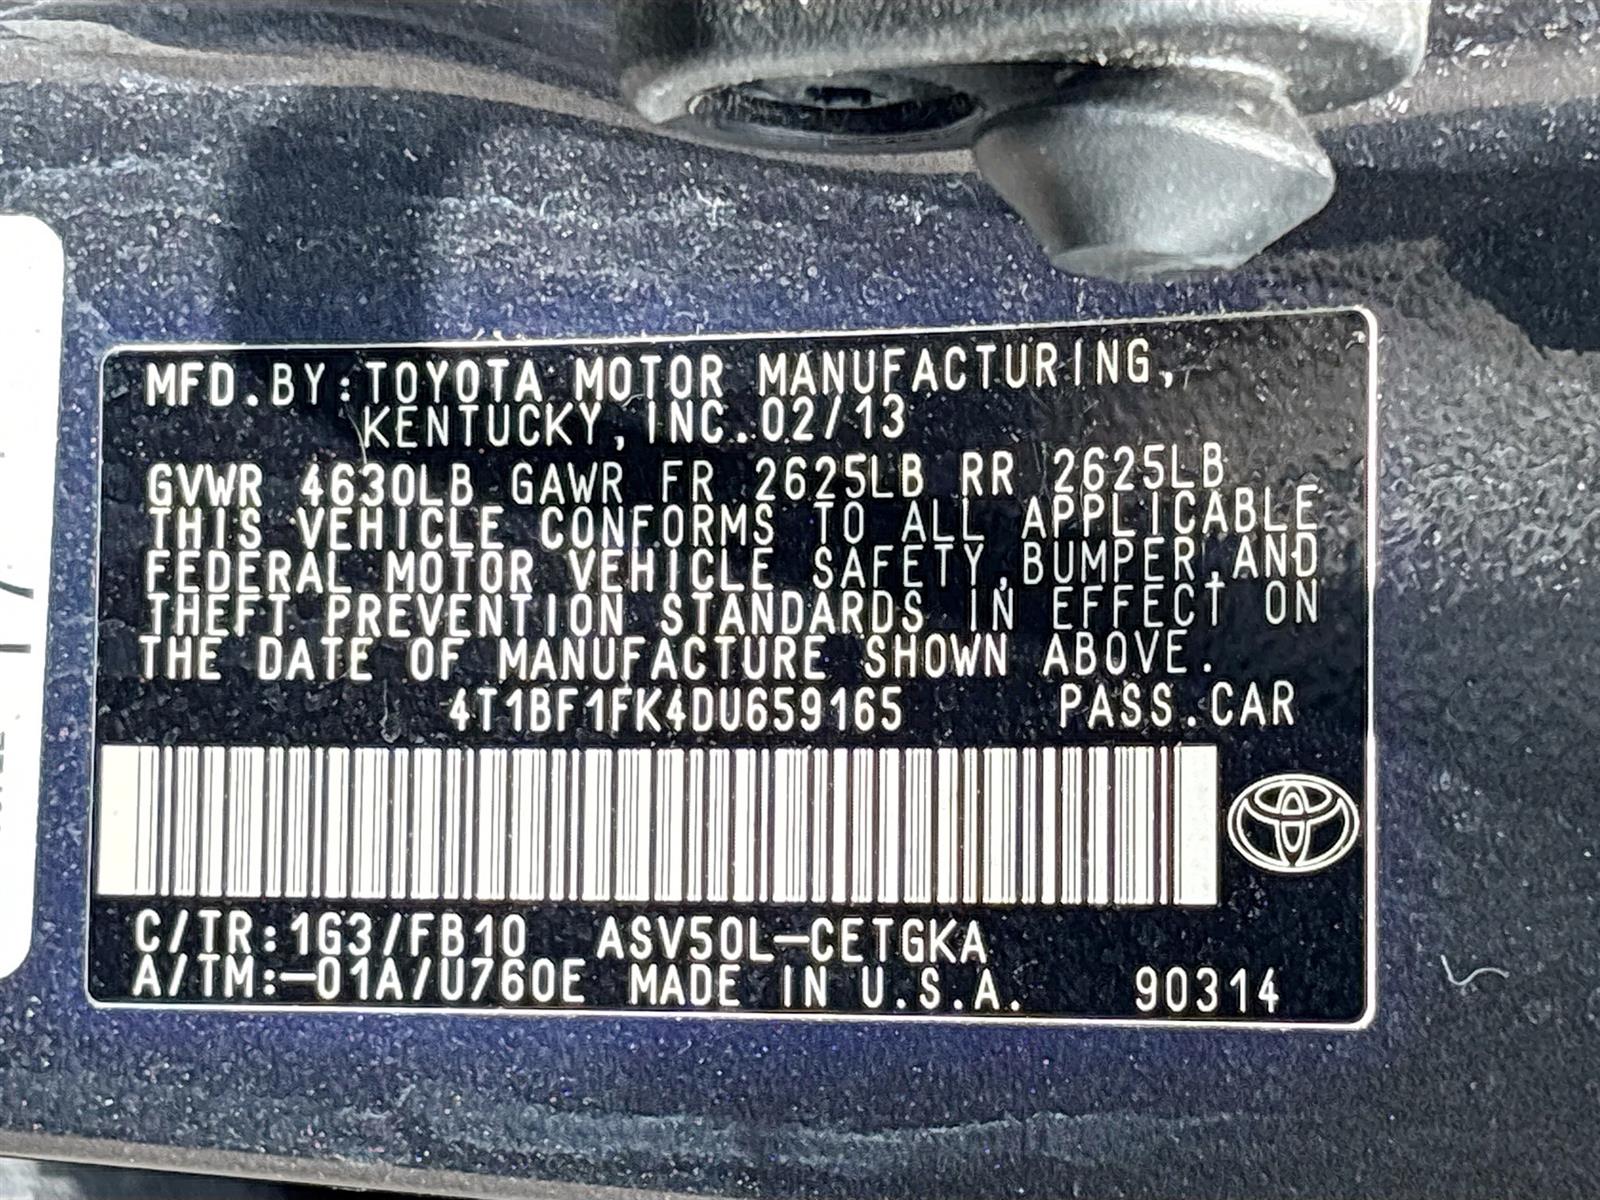 MFD.BY:TOYOTA MOTOR MANUFACTURING,
KENTUCKY, INC. 02/13
GVWR 4630LB GAWR FR 2625LB RR 2625LB
THIS VEHICLE CONFORMS TO ALL APPLICABLE
FEDERAL MOTOR VEHICLE SAFETY,BUMPER,AND
THEFT PREVENTION STANDARDS IN EFFECT ON
THE DATE OF MANUFACTURE SHOWN ABOVE.
4T1BF1FK4DU659165 PASS.CAR
C/TR:1G3/FB10 ASV50L-CETGKA
A/TM:-01A/U760E MADE IN U.S.A. 90314